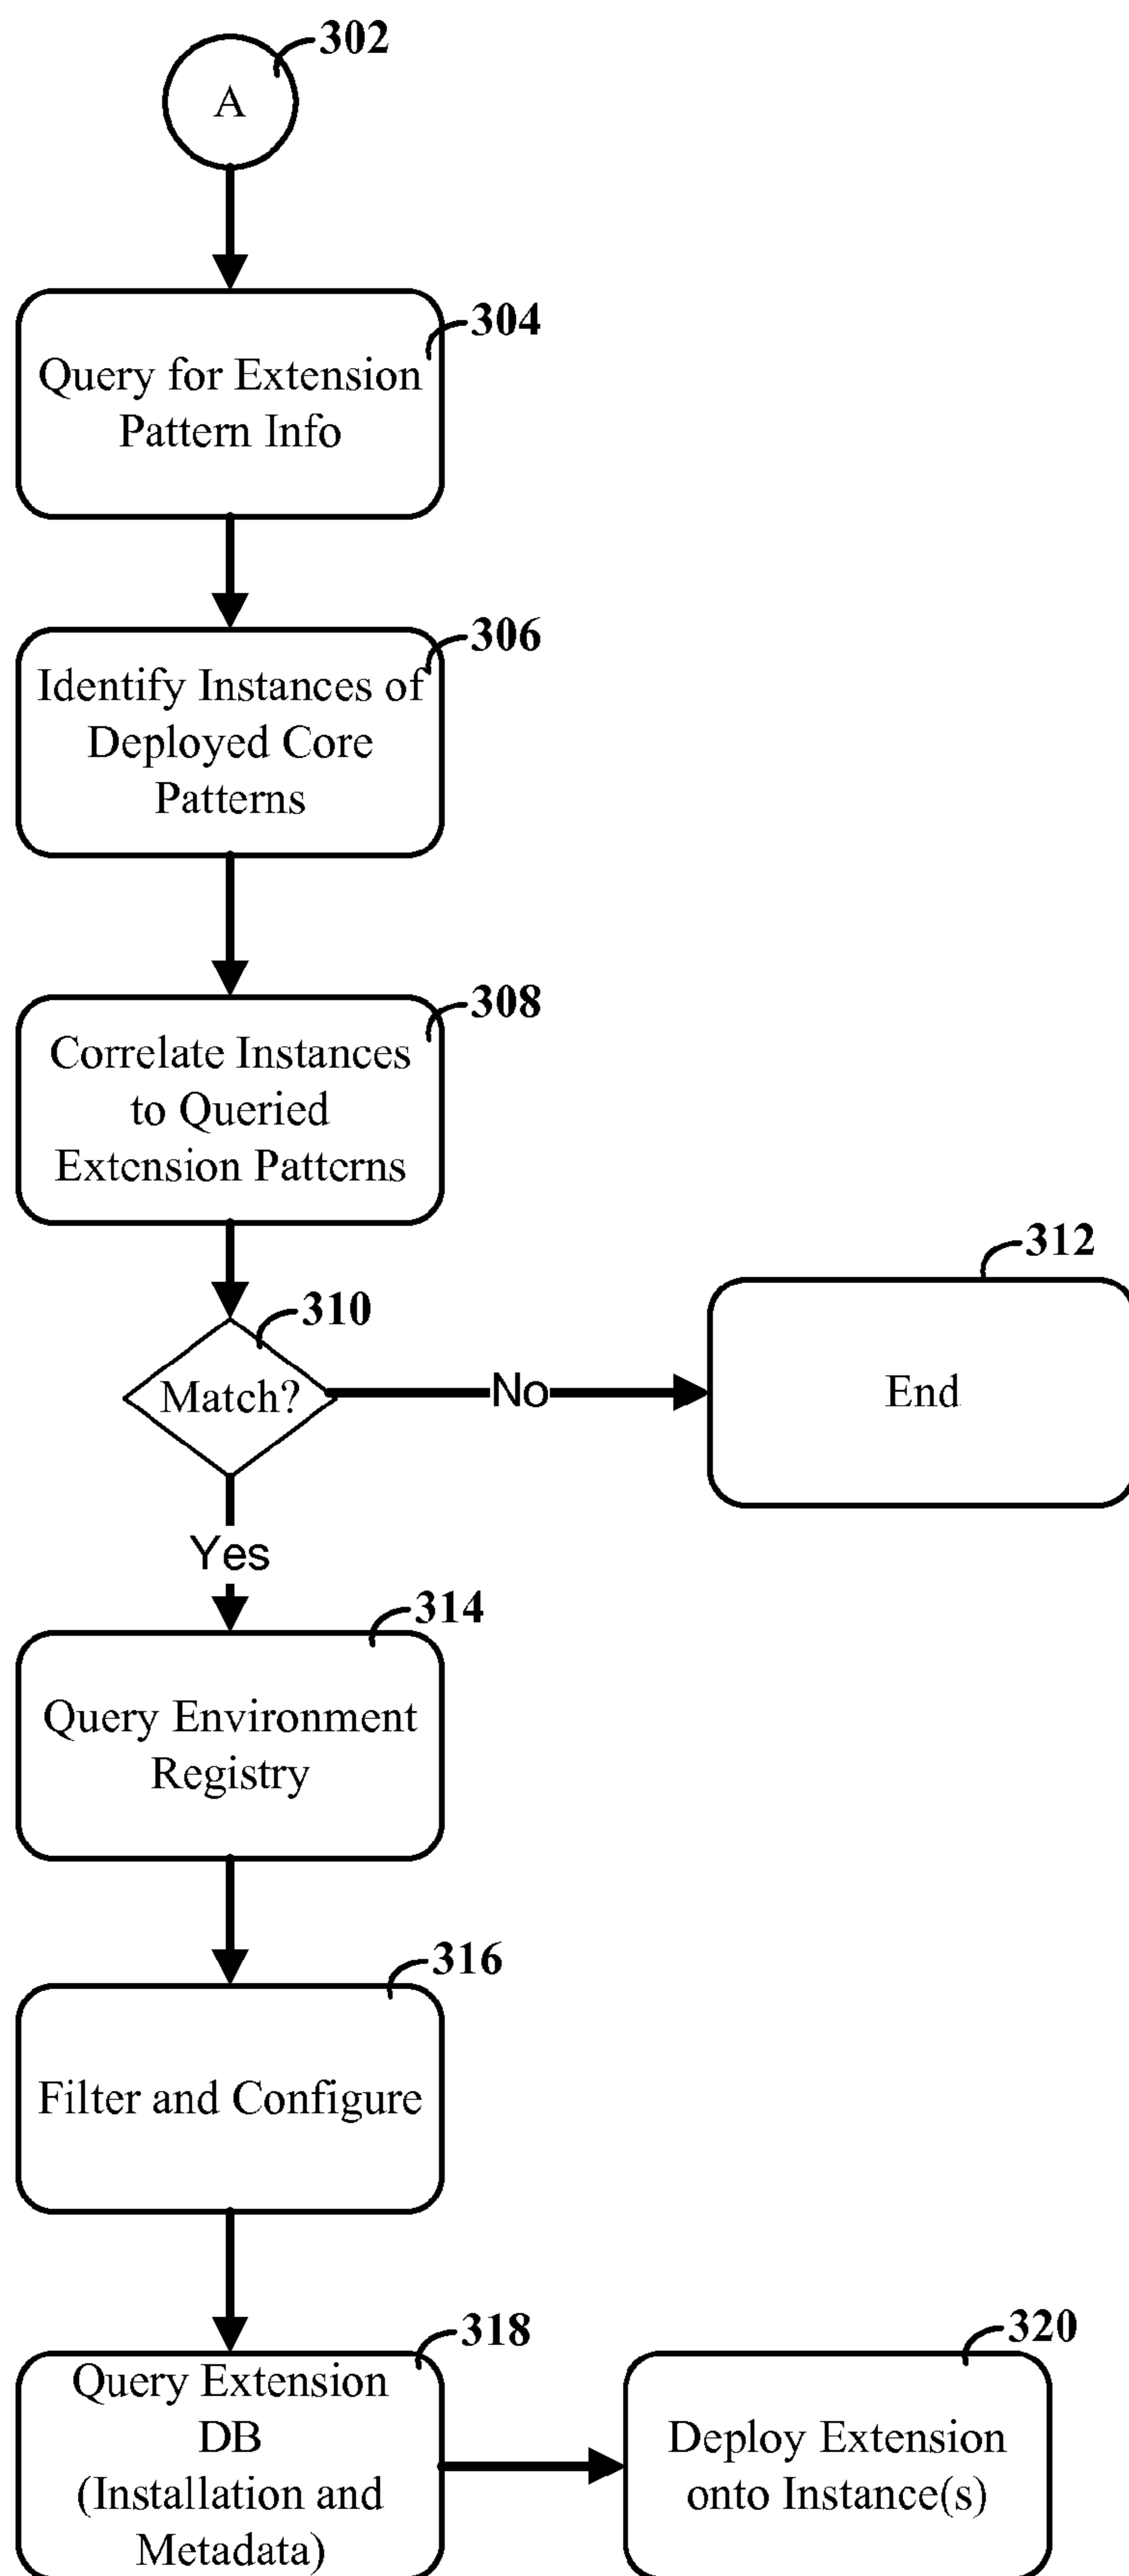 302
A
304
Query for Extension
Pattern Info
306
Identify Instances of
Deployed Core
Patterns
308
Correlate Instances
to Queried
Extension Patterns
312
310
Match?
No
End
Yes
314
Query Environment
Registry
316
Filter and Configure
318
320
Query Extension
DB
(Installation and
Metadata)
Deploy Extension
onto Instance(s)